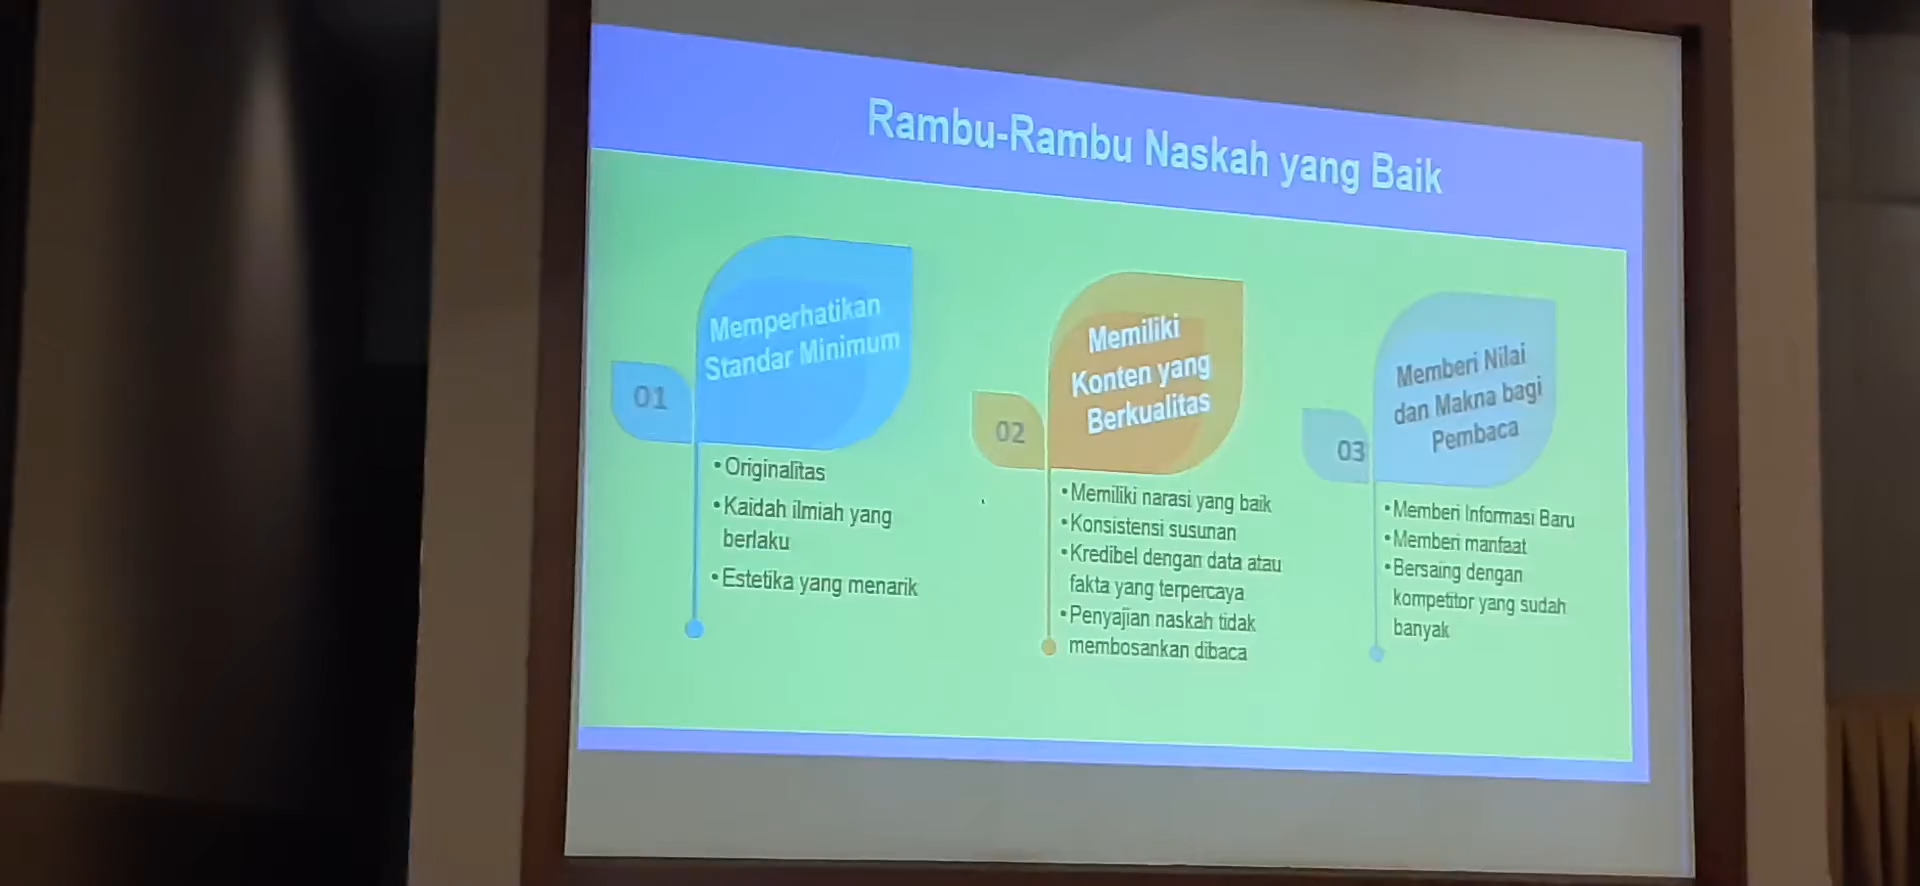 Rambu-Rambu Naskah yang Baik
01
Memperhatikan
Standar Minimum
• Originalitas
• Kaidah ilmiah yang
berlaku
• Estetika yang menarik
02
Memiliki
Konten yang
Berkualitas
• Memiliki narasi yang baik
• Konsistensi susunan
• Kredibel dengan data atau
fakta yang terpercaya
• Penyajian naskah tidak
membosankan dibaca
03
Memberi Nilai
dan Makna bagi
Pembaca
• Memberi Informasi Baru
• Memberi manfaat
• Bersaing dengan
kompetitor yang sudah
banyak